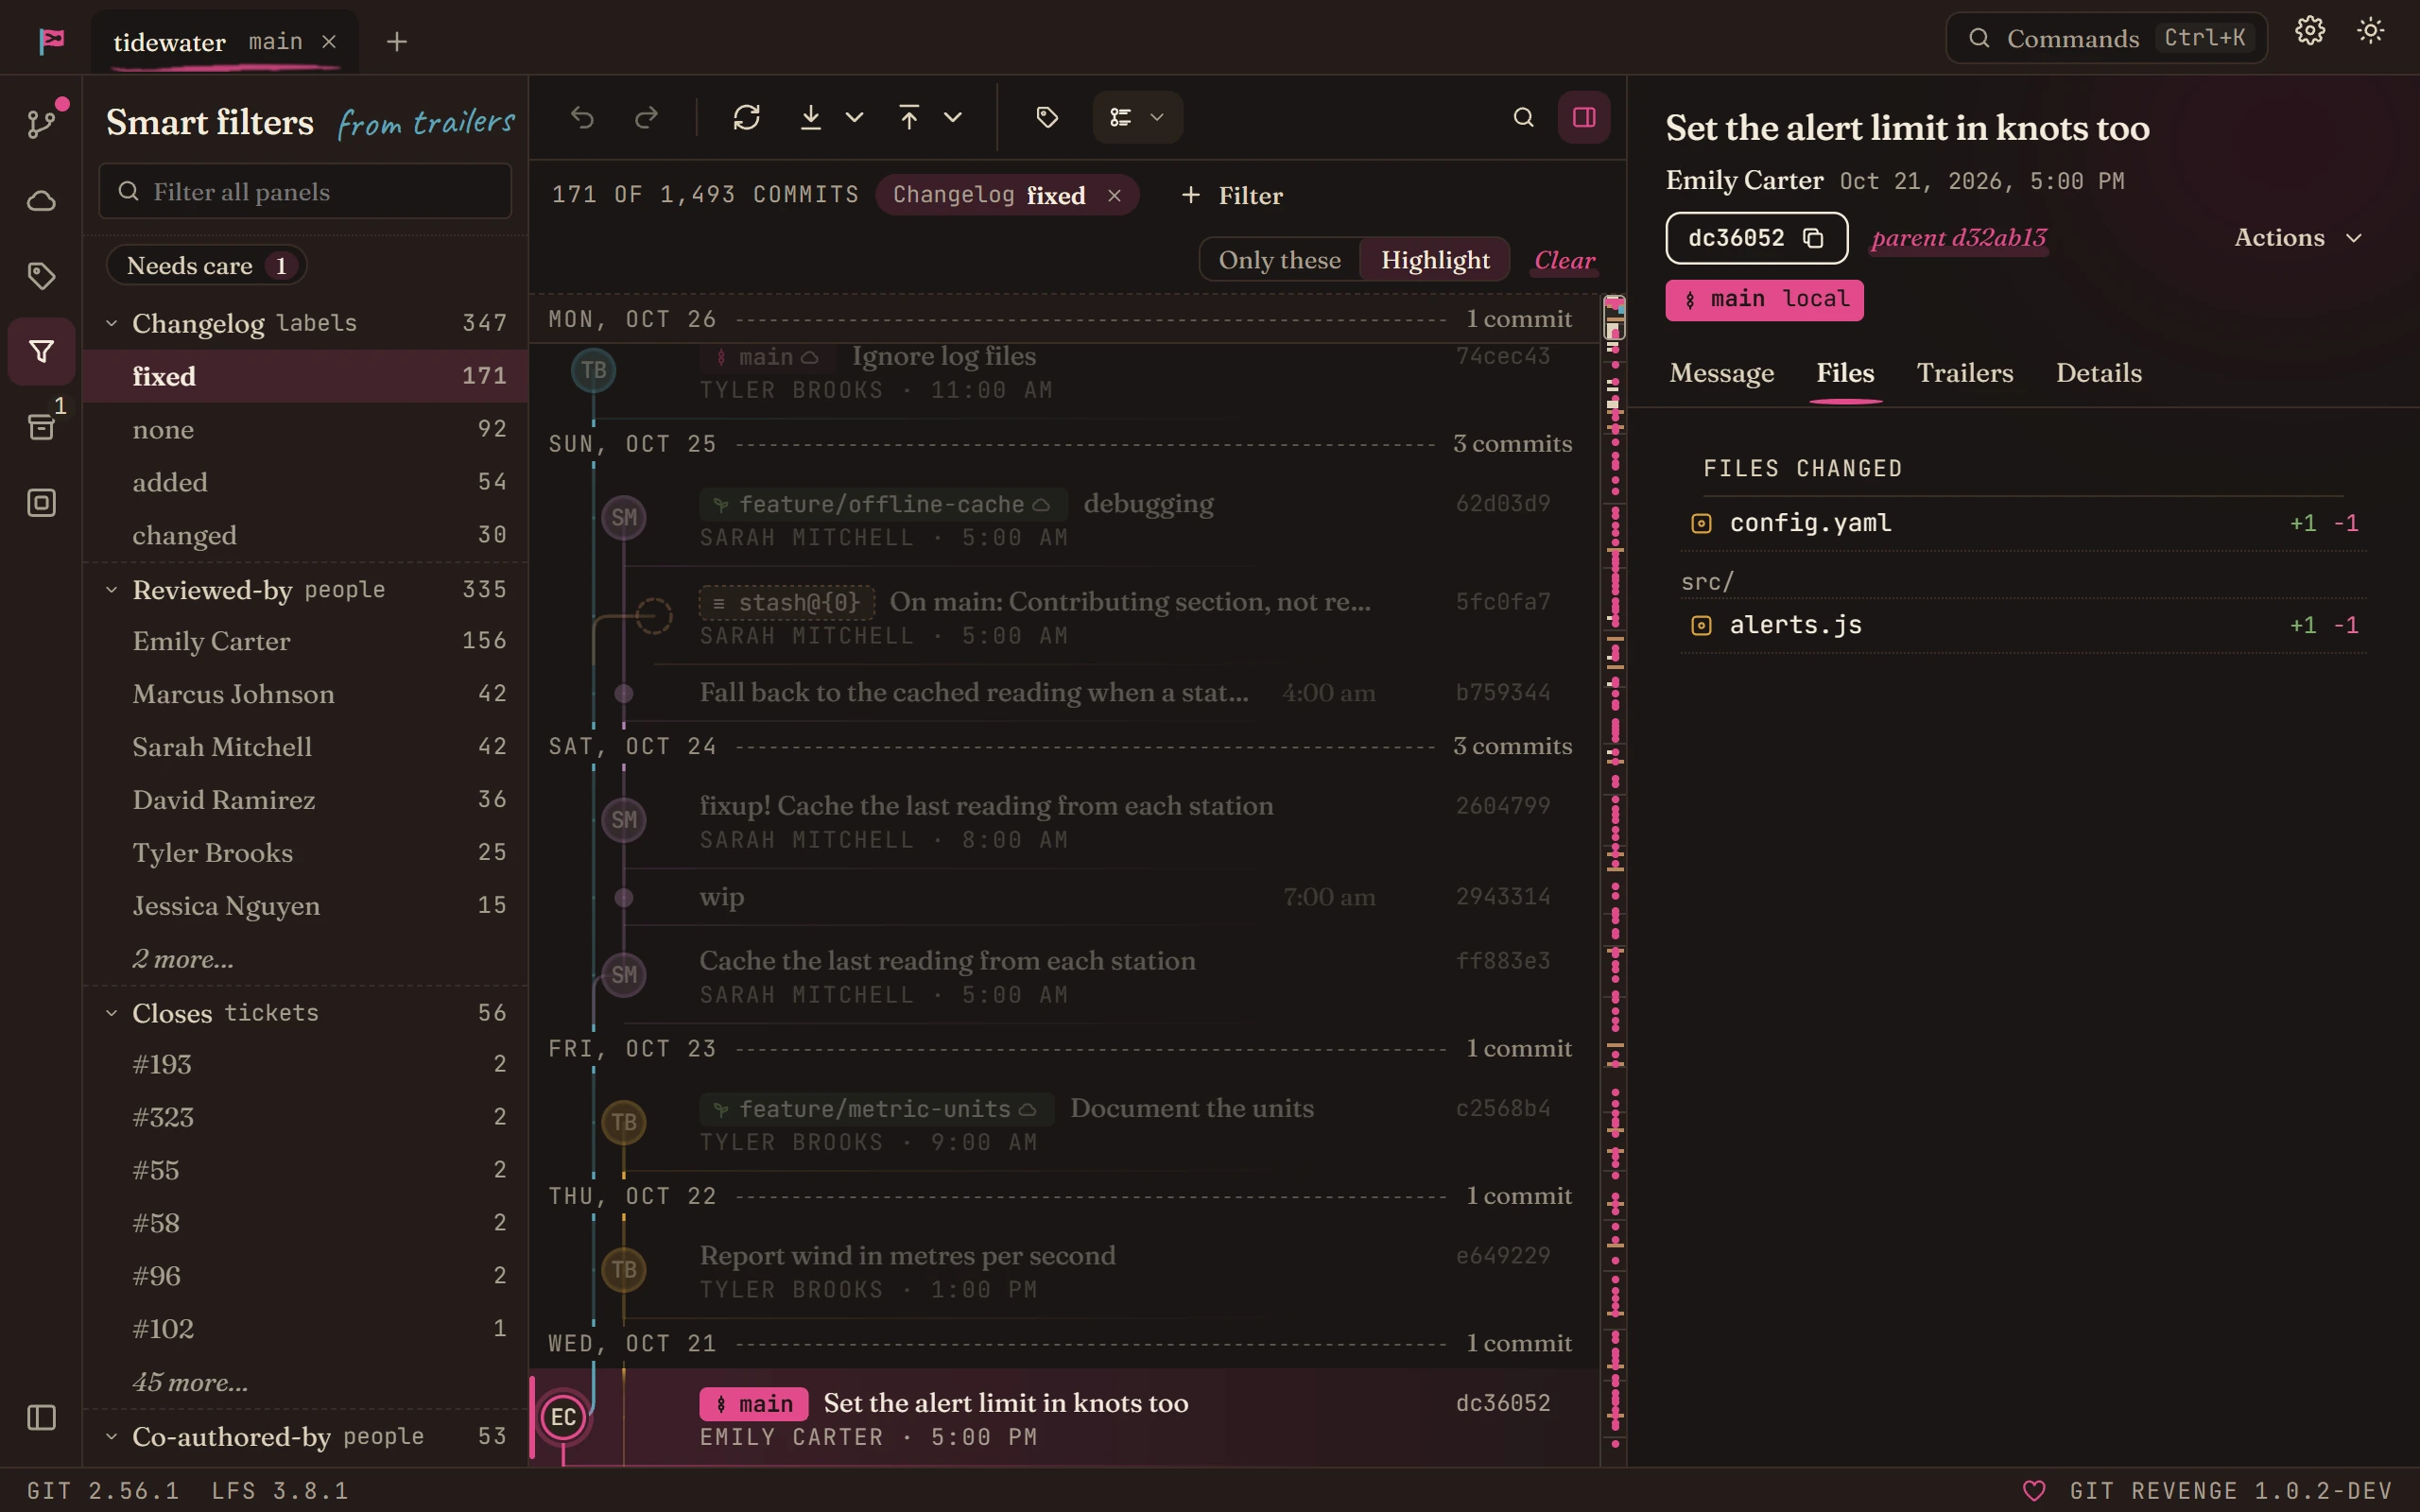 tidewater main
Commands Ctrl+K
Smart filters from trailers
Filter all panels
Needs care 1
Changelog labels 347
fixed 171
none 92
added 54
changed 30
Reviewed-by people 335
Emily Carter 156
Marcus Johnson 42
Sarah Mitchell 42
David Ramirez 36
Tyler Brooks 25
Jessica Nguyen 15
2 more...
Closes tickets 56
#193 2
#323 2
#55 2
#58 2
#96 2
#102 1
45 more...
Co-authored-by people 53
1
171 OF 1,493 COMMITS Changelog fixed × + Filter
Only these Highlight Clear
MON, OCT 26 1 commit
TB main Ignore log files 74cec43
TYLER BROOKS · 11:00 AM
SUN, OCT 25 3 commits
SM feature/offline-cache debugging 62d03d9
SARAH MITCHELL · 5:00 AM
stash@{0} On main: Contributing section, not re... 5fc0fa7
SARAH MITCHELL · 5:00 AM
Fall back to the cached reading when a stat... 4:00 am b759344
SAT, OCT 24 3 commits
SM fixup! Cache the last reading from each station 2604799
SARAH MITCHELL · 8:00 AM
wip 7:00 am 2943314
SM Cache the last reading from each station ff883e3
SARAH MITCHELL · 5:00 AM
FRI, OCT 23 1 commit
TB feature/metric-units Document the units c2568b4
TYLER BROOKS · 9:00 AM
THU, OCT 22 1 commit
TB Report wind in metres per second e649229
TYLER BROOKS · 1:00 PM
WED, OCT 21 1 commit
EC main Set the alert limit in knots too dc36052
EMILY CARTER · 5:00 PM
Set the alert limit in knots too
Emily Carter Oct 21, 2026, 5:00 PM
dc36052 parent d32ab13 Actions
main local
Message Files Trailers Details
FILES CHANGED
config.yaml +1 -1
src/
alerts.js +1 -1
GIT 2.56.1 LFS 3.8.1
GIT REVENGE 1.0.2-DEV